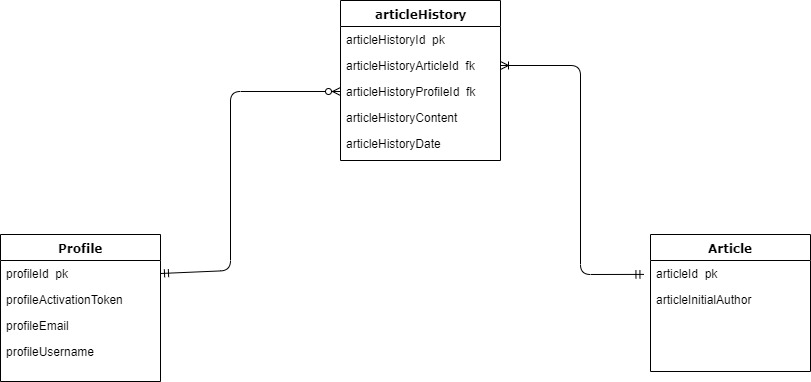 articleHistory
articleHistoryId pk
articleHistoryArticleId fk
articleHistoryProfileId fk
articleHistoryContent
articleHistoryDate
Profile
profileId pk
profileActivationToken
profileEmail
profileUsername
Article
articleId pk
articleInitialAuthor